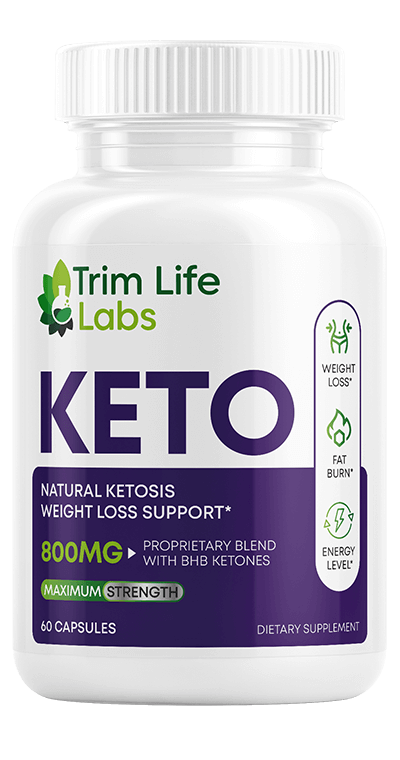 Trim Life
Labs
KETO
NATURAL KETOSIS
WEIGHT LOSS SUPPORT*
800MG
PROPRIETARY BLEND
WITH BHB KETONES
MAXIMUM STRENGTH
60 CAPSULES
DIETARY SUPPLEMENT
WEIGHT
LOSS*
FAT
BURN*
ENERGY
LEVEL*